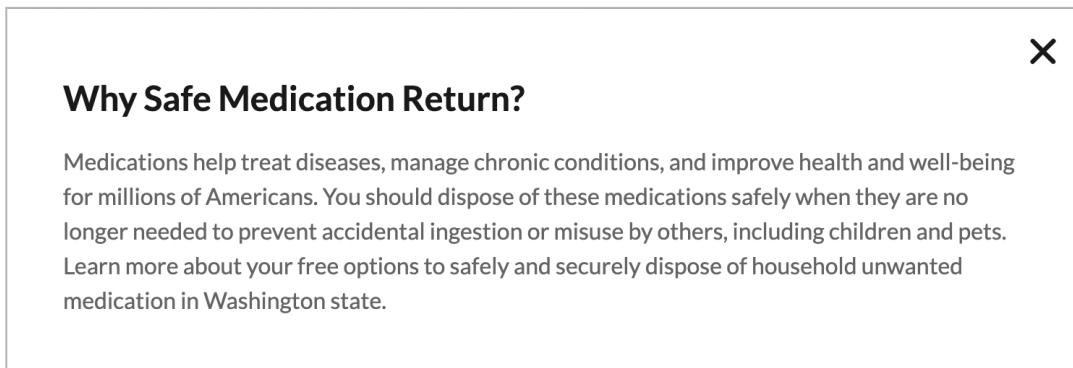 Why Safe Medication Return?
Medications help treat diseases, manage chronic conditions, and improve health and well-being
for millions of Americans. You should dispose of these medications safely when they are no
longer needed to prevent accidental ingestion or misuse by others, including children and pets.
Learn more about your free options to safely and securely dispose of household unwanted
medication in Washington state.